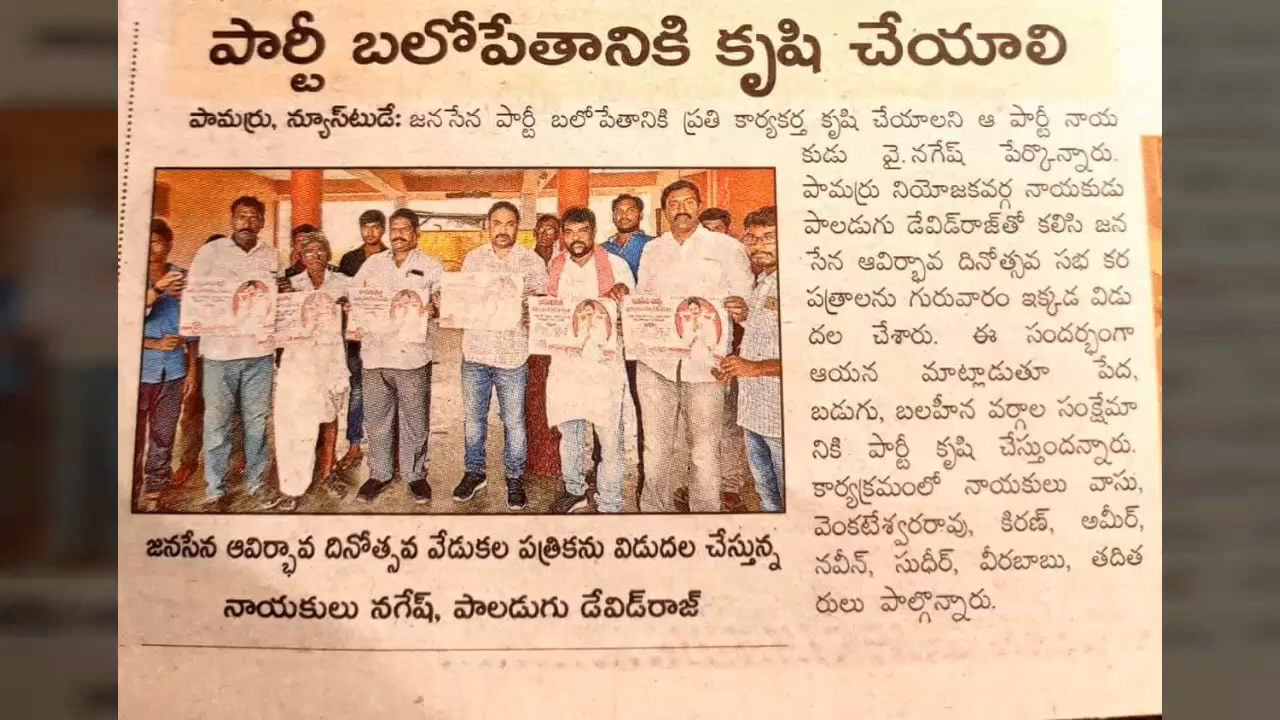 పార్టీ బలోపేతానికి కృషి చేయాలి
పామర్రు, న్యూస్‌టుడే: జనసేన పార్టీ బలోపేతానికి ప్రతి కార్యకర్త కృషి చేయాలని ఆ పార్టీ నాయ
కుడు వై.నగేష్ పేర్కొన్నారు.
పామర్రు నియోజకవర్గ నాయకుడు
పాలడుగు డేవిడ్‌రాజ్‌తో కలిసి జన
సేన ఆవిర్భావ దినోత్సవ సభ కర
పత్రాలను గురువారం ఇక్కడ విడు
దల చేశారు. ఈ సందర్భంగా
ఆయన మాట్లాడుతూ పేద,
బడుగు, బలహీన వర్గాల సంక్షేమా
నికి పార్టీ కృషి చేస్తుందన్నారు.
కార్యక్రమంలో నాయకులు వాసు,
వెంకటేశ్వరరావు, కిరణ్, అమీర్,
నవీన్, సుధీర్, వీరబాబు, తదిత
రులు పాల్గొన్నారు.
జనసేన ఆవిర్భావ దినోత్సవ వేడుకల పత్రికను విడుదల చేస్తున్న
నాయకులు నగేష్, పాలడుగు డేవిడ్‌రాజ్